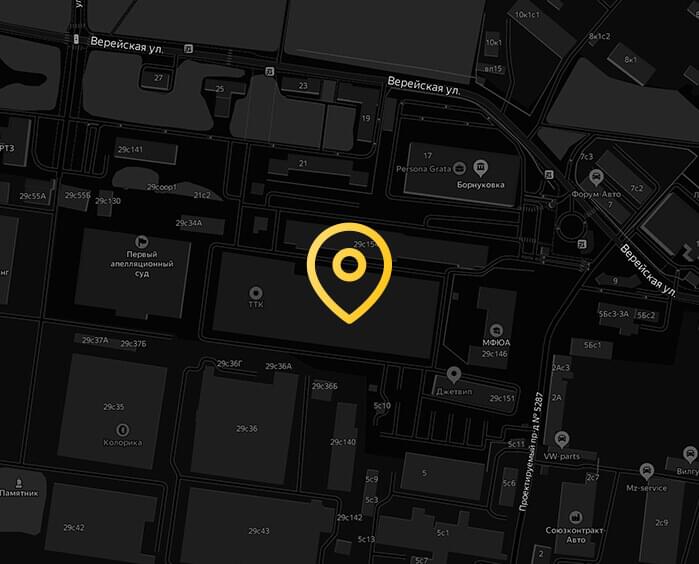 ул
10к1с1
Верейская ул.
10к1
8к1с2
8к1
вл15
27
25
23
Верейская ул.
19
РТЗ
29с141
21
17
Persona Grata
Борнуковка
7с3
29соор1
21с2
29с55А
29с55Б
29с130
7с2
Форум-Авто
7
29с34А
Первый
апелляционный
суд
29с154
Верейская ул.
нг
ТТК
9
5Бс3-3А
5Бс2
МФЮА
29с146
29с37А
29с37Б
5Бс1
29с36Г
29с36А
2Ас3
29с36Б
Джетвип
29с151
2А
29с35
5с10
Проектируемый пр-д № 5287
Колорика
29с36
29с140
5с11
VW-parts
Вилгу
5
5с9
5с6
2с7
Mz-service
Памятник
5с3
29с142
Союзконтракт-
Авто
2с9
29с42
29с43
5с13
5с1
5с7
2